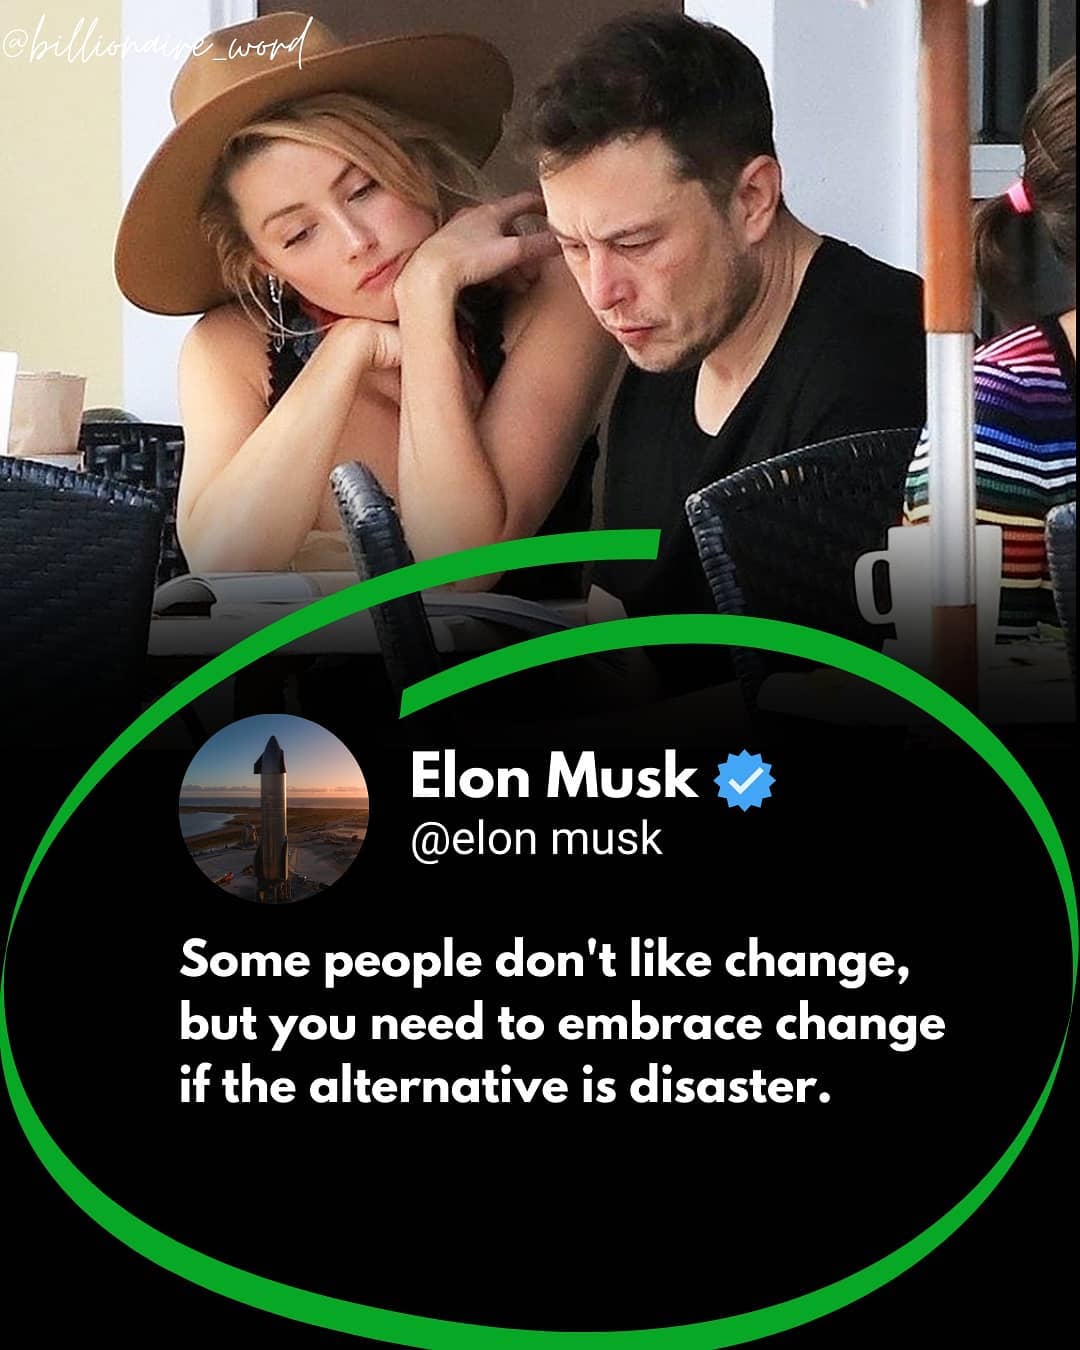 @billionaire_word
Elon Musk
@elon musk
Some people don't like change,
but you need to embrace change
if the alternative is disaster.